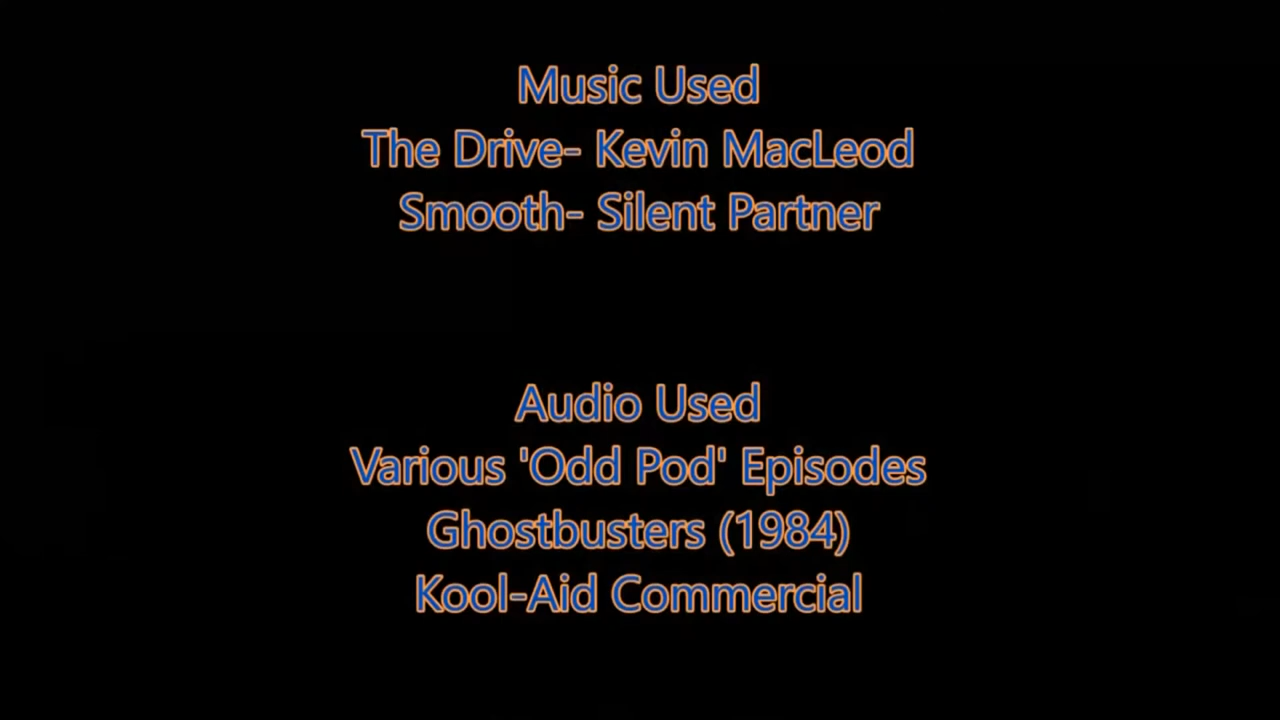 Music Used
The Drive- Kevin MacLeod
Smooth- Silent Partner
Audio Used
Various 'Odd Pod' Episodes
Ghostbusters (1984)
Kool-Aid Commercial